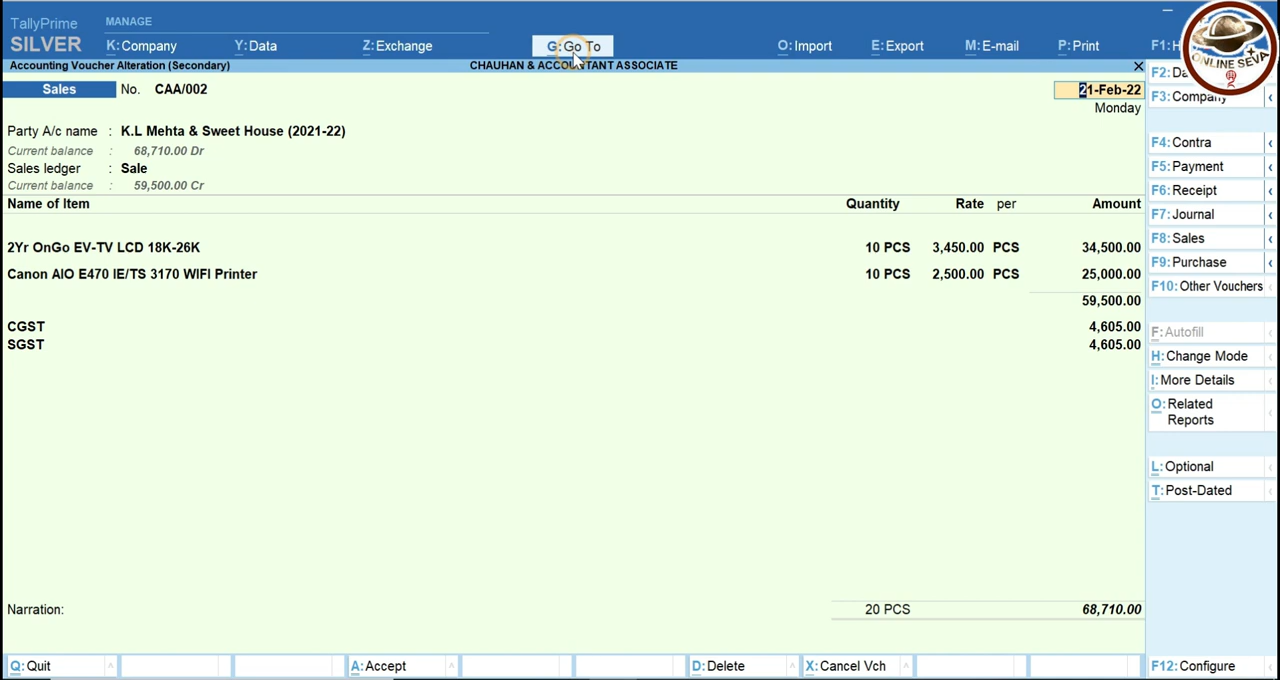 TallyPrime
SILVER
MANAGE
K:Company Y:Data Z:Exchange G:Go To O:Import E:Export M:E-mail P:Print
Accounting Voucher Alteration (Secondary) CHAUHAN & ACCOUNTANT ASSOCIATE
ONLINE SEVA
Sales No. CAA/002 21-Feb-22
Monday
Party A/c name : K.L Mehta & Sweet House (2021-22)
Current balance : 68,710.00 Dr
Sales ledger : Sale
Current balance : 59,500.00 Cr
Name of Item Quantity Rate per Amount
2Yr OnGo EV-TV LCD 18K-26K 10 PCS 3,450.00 PCS 34,500.00
Canon AIO E470 IE/TS 3170 WIFI Printer 10 PCS 2,500.00 PCS 25,000.00
59,500.00
CGST 4,605.00
SGST 4,605.00
Narration: 20 PCS 68,710.00
F1:
F2:
F3:Company
F4:Contra
F5:Payment
F6:Receipt
F7:Journal
F8:Sales
F9:Purchase
F10:Other Vouchers
F:Autofill
H:Change Mode
I:More Details
O:Related
Reports
L:Optional
T:Post-Dated
Q:Quit A:Accept D:Delete X:Cancel Vch F12:Configure